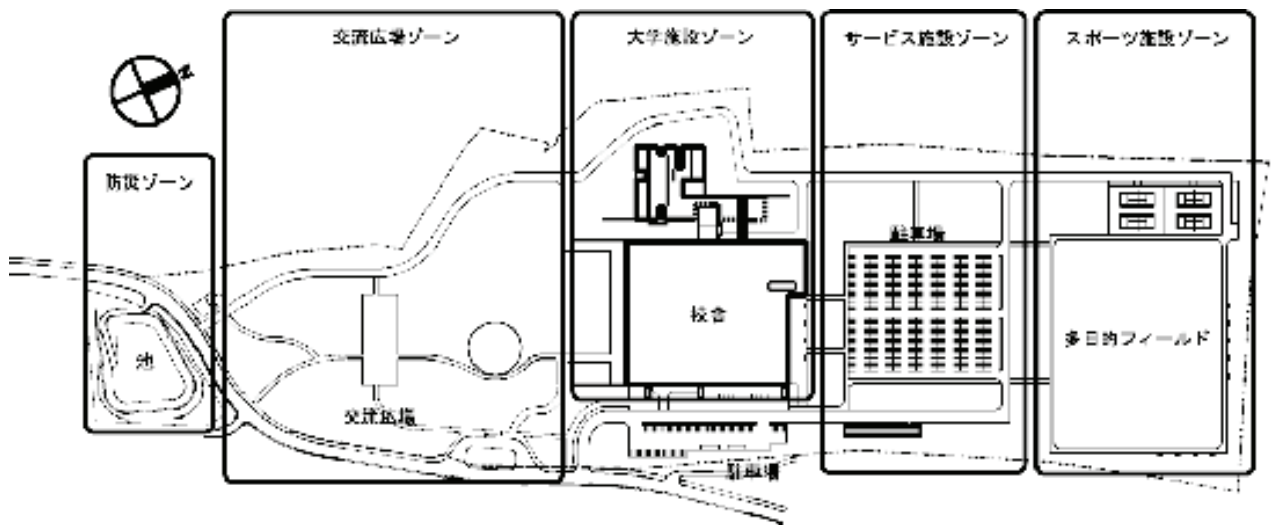 交流広場ゾーン
大学施設ゾーン
サービス施設ゾーン
スポーツ施設ゾーン
N
防災ゾーン
駐車場
校舎
多目的フィールド
池
交流広場
駐車場